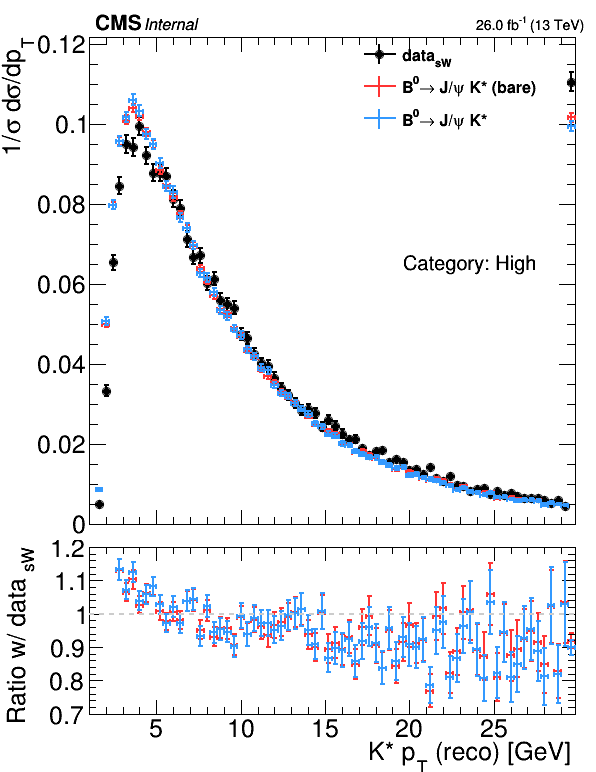 CMS Internal 26.0 fb⁻¹ (13 TeV)
1/σ dσ/dp_T
0.12
0.1
0.08
0.06
0.04
0.02
0
data_sW
B⁰→ J/ψ K* (bare)
B⁰→ J/ψ K*
Category: High
Ratio w/ data _sW
1.2
1.1
1
0.9
0.8
0.7
5 10 15 20 25
K* p_T (reco) [GeV]